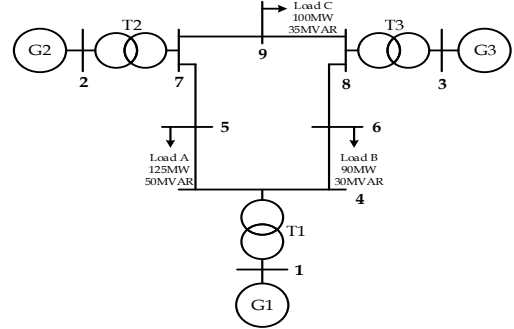 Load C
100MW
35MVAR
T2
T3
G2
G3
9
2
7
8
3
5
6
Load A
125MW
50MVAR
Load B
90MW
30MVAR
4
T1
1
G1